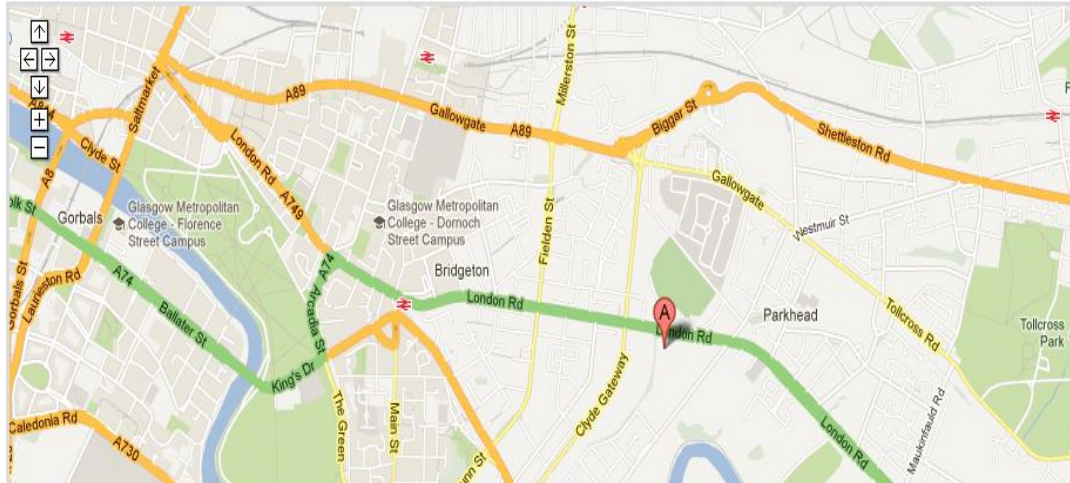 A8
Clyde St
Saltmarket
A89
Gallowgate
A89
Millerston St
Biggar St
Shettleston Rd
London Rd
A749
Gorbals
Glasgow Metropolitan
College - Florence
Street Campus
Glasgow Metropolitan
College - Dornoch
Street Campus
Gallowgate
Westmuir St
Fielden St
Bridgeton
A74
A74
Arcadia St
Gorbals St
Laurieston Rd
Ballater St
King's Dr
London Rd
A
London Rd
Parkhead
Tollcross Rd
Tollcross
Park
Clyde Gateway
The Green
Main St
London Rd
Maukinfauld Rd
Caledonia Rd
A730